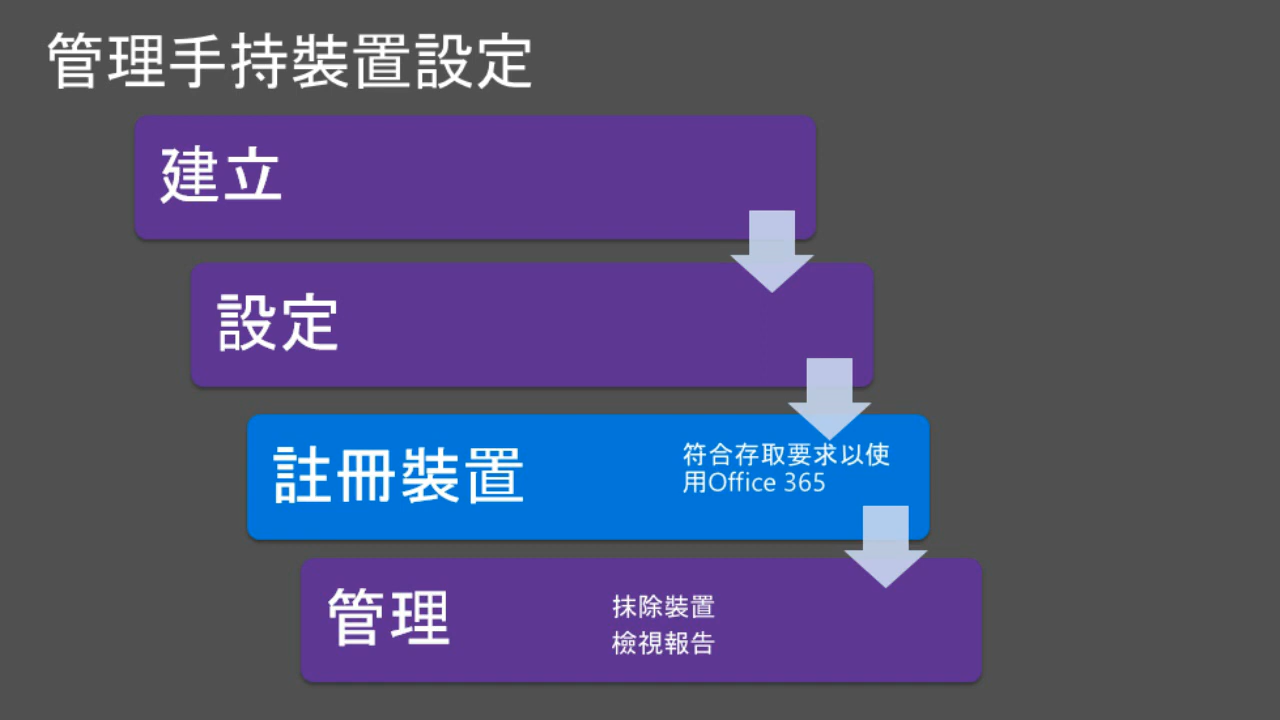 管理手持裝置設定
建立
設定
註冊裝置
符合存取要求以使
用Office 365
管理
抹除裝置
檢視報告